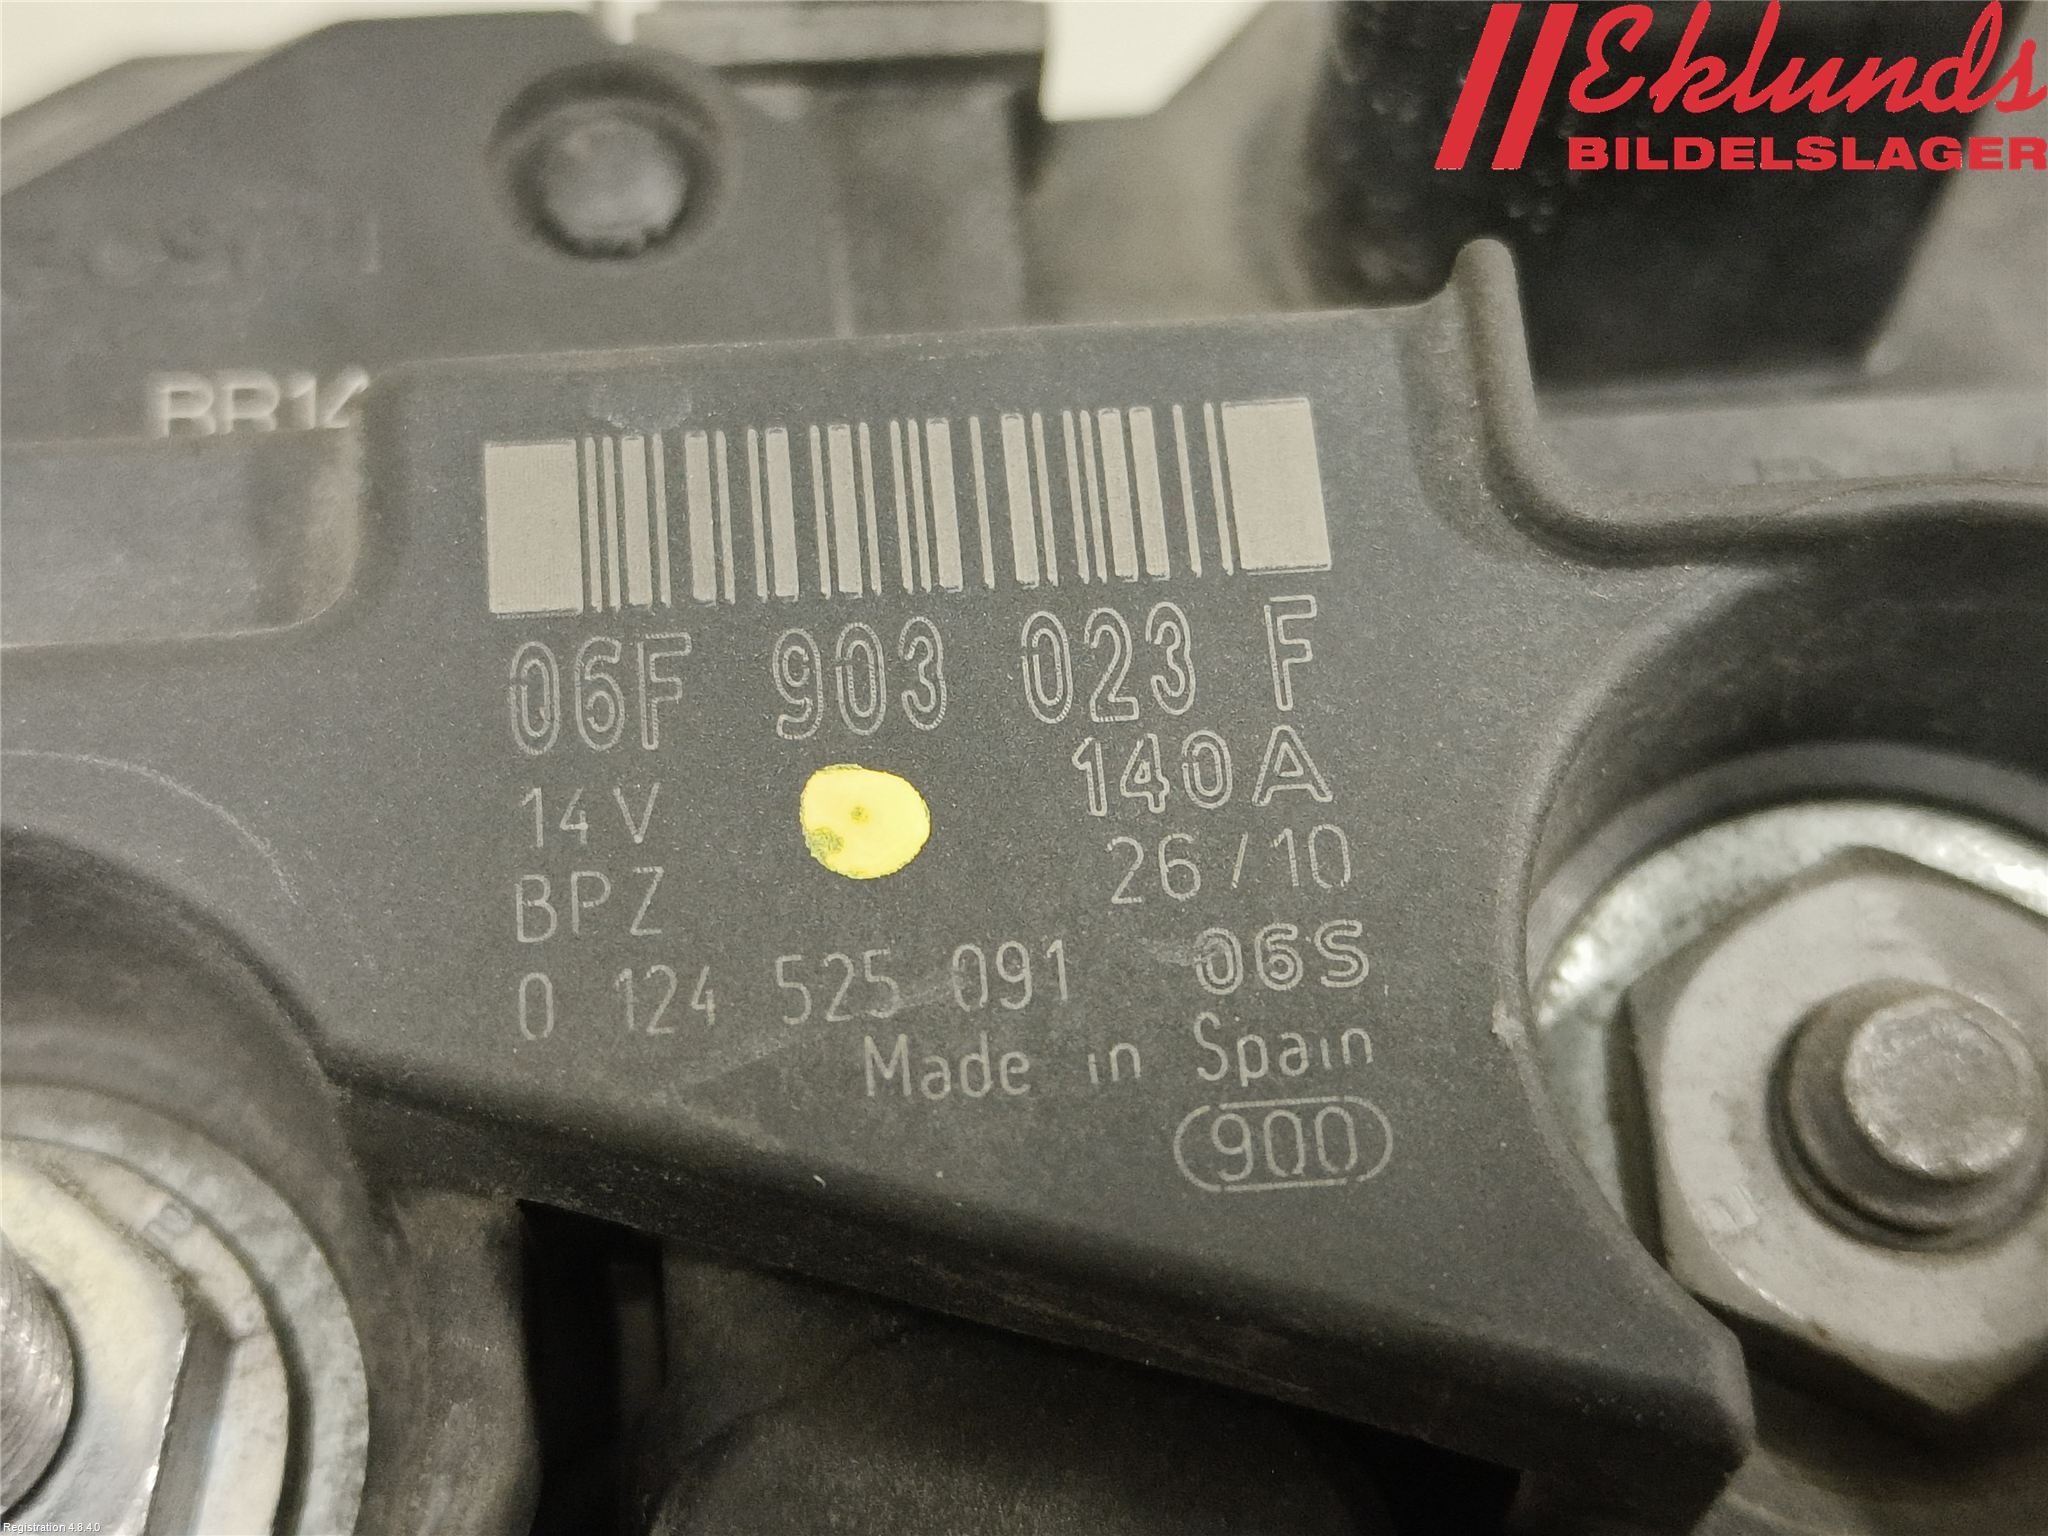 Eklunds
BILDELSLAGER
06F 903 023 F
14V 140A
BPZ 26/10
0 124 525 091 06S
Made in Spain
900
Registration 4.8.4.0